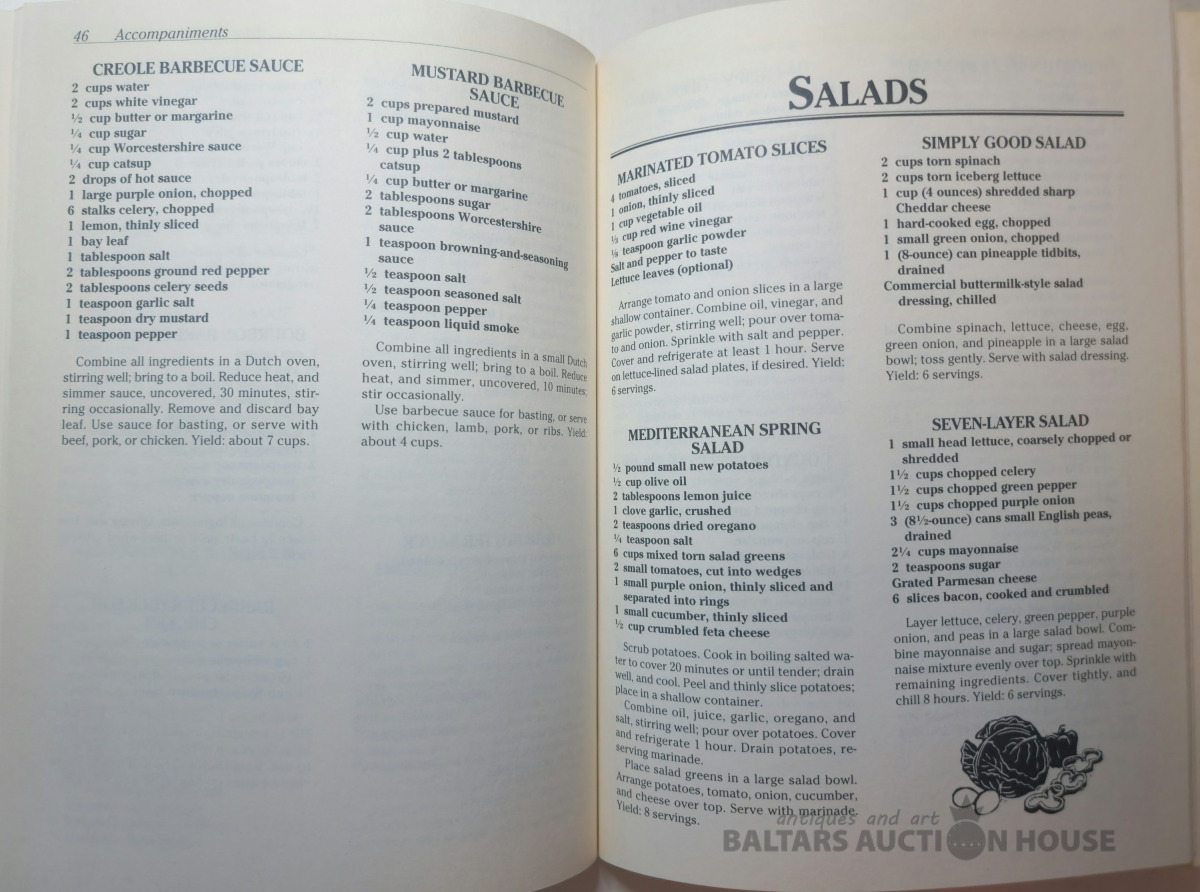 46 Accompaniments
CREOLE BARBECUE SAUCE
2 cups water
2 cups white vinegar
½ cup butter or margarine
¼ cup sugar
¼ cup Worcestershire sauce
¼ cup catsup
2 drops of hot sauce
1 large purple onion, chopped
6 stalks celery, chopped
1 lemon, thinly sliced
1 bay leaf
1 tablespoon salt
2 tablespoons ground red pepper
2 tablespoons celery seeds
1 teaspoon garlic salt
1 teaspoon dry mustard
1 teaspoon pepper
Combine all ingredients in a Dutch oven,
stirring well; bring to a boil. Reduce heat, and
simmer sauce, uncovered, 30 minutes, stir-
ring occasionally. Remove and discard bay
leaf. Use sauce for basting, or serve with
beef, pork, or chicken. Yield: about 7 cups.
MUSTARD BARBECUE
SAUCE
2 cups prepared mustard
1 cup mayonnaise
½ cup water
¼ cup plus 2 tablespoons
catsup
¼ cup butter or margarine
2 tablespoons sugar
2 tablespoons Worcestershire
sauce
1 teaspoon browning-and-seasoning
sauce
½ teaspoon salt
½ teaspoon seasoned salt
¼ teaspoon pepper
¼ teaspoon liquid smoke
Combine all ingredients in a small Dutch
oven, stirring well; bring to a boil. Reduce
heat, and simmer, uncovered, 10 minutes;
stir occasionally.
Use barbecue sauce for basting, or serve
with chicken, lamb, pork, or ribs. Yield:
about 4 cups.
SALADS
MARINATED TOMATO SLICES
4 tomatoes, sliced
1 onion, thinly sliced
1 cup vegetable oil
⅓ cup red wine vinegar
⅛ teaspoon garlic powder
Salt and pepper to taste
Lettuce leaves (optional)
Arrange tomato and onion slices in a large
shallow container. Combine oil, vinegar, and
garlic powder, stirring well; pour over toma-
to and onion. Sprinkle with salt and pepper.
Cover and refrigerate at least 1 hour. Serve
on lettuce-lined salad plates, if desired. Yield:
6 servings.
MEDITERRANEAN SPRING
SALAD
½ pound small new potatoes
½ cup olive oil
2 tablespoons lemon juice
1 clove garlic, crushed
2 teaspoons dried oregano
¼ teaspoon salt
6 cups mixed torn salad greens
2 small tomatoes, cut into wedges
1 small purple onion, thinly sliced and
separated into rings
1 small cucumber, thinly sliced
½ cup crumbled feta cheese
Scrub potatoes. Cook in boiling salted wa-
ter to cover 20 minutes or until tender; drain
well, and cool. Peel and thinly slice potatoes;
place in a shallow container.
Combine oil, juice, garlic, oregano, and
salt, stirring well; pour over potatoes. Cover
and refrigerate 1 hour. Drain potatoes, re-
serving marinade.
Place salad greens in a large salad bowl.
Arrange potatoes, tomato, onion, cucumber,
and cheese over top. Serve with marinade.
Yield: 8 servings.
SIMPLY GOOD SALAD
2 cups torn spinach
2 cups torn iceberg lettuce
1 cup (4 ounces) shredded sharp
Cheddar cheese
1 hard-cooked egg, chopped
1 small green onion, chopped
1 (8-ounce) can pineapple tidbits,
drained
Commercial buttermilk-style salad
dressing, chilled
Combine spinach, lettuce, cheese, egg,
green onion, and pineapple in a large salad
bowl; toss gently. Serve with salad dressing.
Yield: 6 servings.
SEVEN-LAYER SALAD
1 small head lettuce, coarsely chopped or
shredded
1½ cups chopped celery
1½ cups chopped green pepper
1½ cups chopped purple onion
3 (8½-ounce) cans small English peas,
drained
2¼ cups mayonnaise
2 teaspoons sugar
Grated Parmesan cheese
6 slices bacon, cooked and crumbled
Layer lettuce, celery, green pepper, purple
onion, and peas in a large salad bowl. Com-
bine mayonnaise and sugar; spread mayon-
naise mixture evenly over top. Sprinkle with
remaining ingredients. Cover tightly, and
chill 8 hours. Yield: 6 servings.
antiques and art
BALTARS AUCTION HOUSE